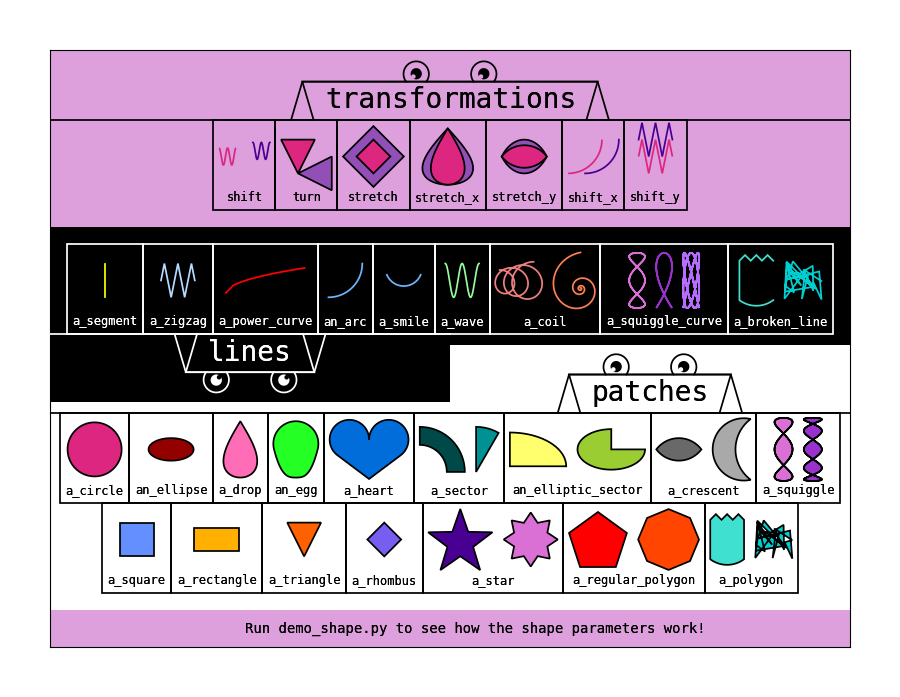 transformations
shift turn stretch stretch_x stretch_y shift_x shift_y
a_segment a_zigzag a_power_curve an_arc a_smile a_wave a_coil a_squiggle_curve a_broken_line
lines
patches
a_circle an_ellipse a_drop an_egg a_heart a_sector an_elliptic_sector a_crescent a_squiggle
a_square a_rectangle a_triangle a_rhombus a_star a_regular_polygon a_polygon
Run demo_shape.py to see how the shape parameters work!